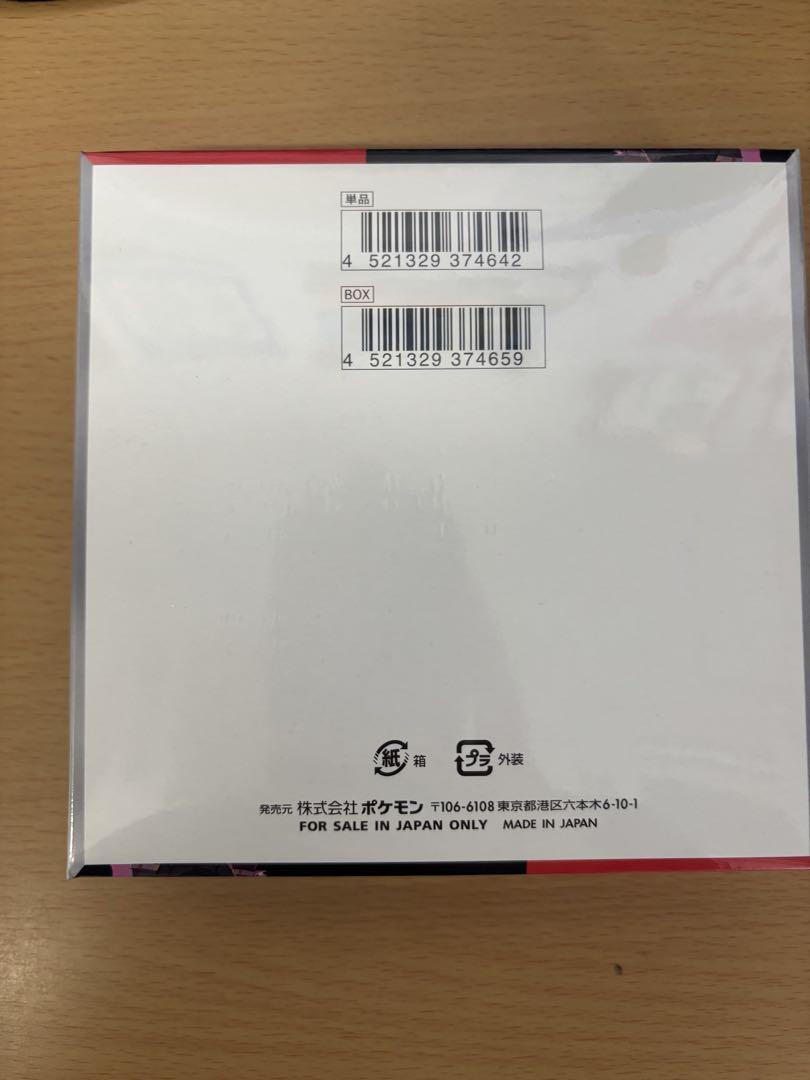 単品
4 521329 374642
BOX
4 521329 374659
紙 箱 プラ 外装
発売元 株式会社ポケモン 〒106-6108 東京都港区六本木6-10-1
FOR SALE IN JAPAN ONLY MADE IN JAPAN